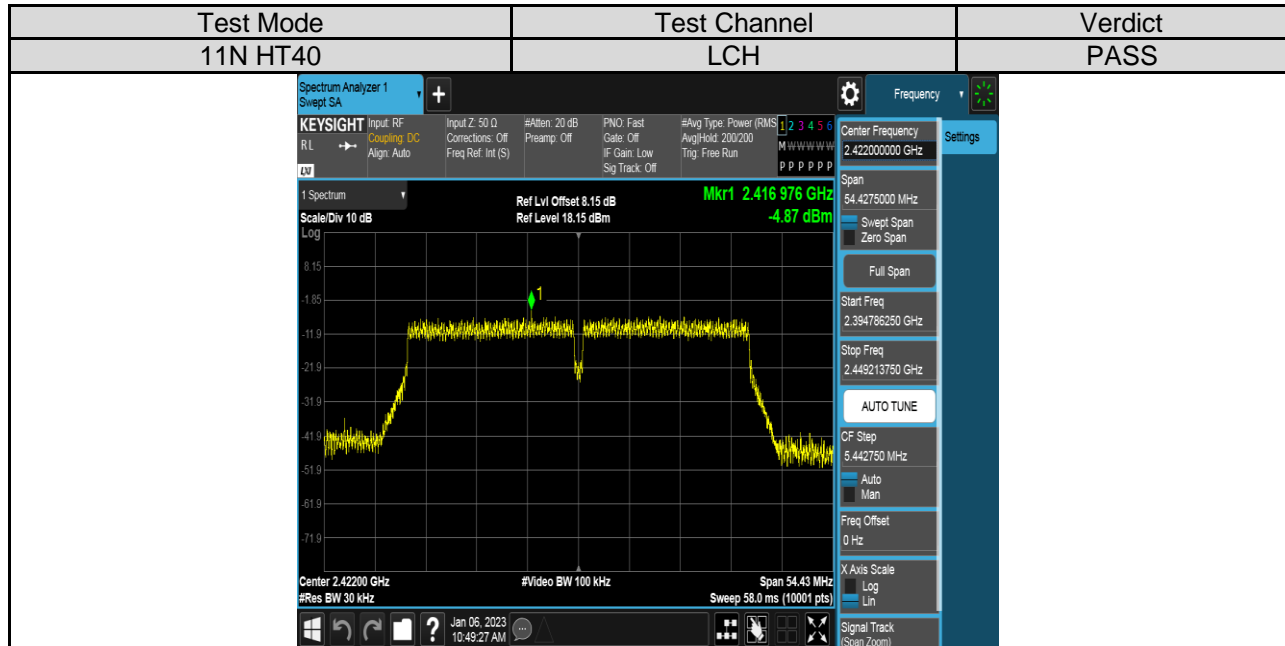 Test Mode Test Channel Verdict
11N HT40 LCH PASS
Spectrum Analyzer 1
Swept SA
+
Frequency
KEYSIGHT
RL
LXI
Input: RF
Coupling: DC
Align: Auto
Input Z: 50 Ω
Corrections: Off
Freq Ref: Int (S)
#Atten: 20 dB
Preamp: Off
PNO: Fast
Gate: Off
IF Gain: Low
Sig Track: Off
#Avg Type: Power (RMS
Avg|Hold: 200/200
Trig: Free Run
1 2 3 4 5 6
M W W W W W
P P P P P P
1 Spectrum
Scale/Div 10 dB
Log
Ref Lvl Offset 8.15 dB
Ref Level 18.15 dBm
Mkr1 2.416 976 GHz
-4.87 dBm
8.15
-1.85
-11.9
-21.9
-31.9
-41.9
-51.9
-61.9
-71.9
1
Center 2.42200 GHz
#Res BW 30 kHz
#Video BW 100 kHz
Span 54.43 MHz
Sweep 58.0 ms (10001 pts)
?
Jan 06, 2023
10:49:27 AM
Center Frequency
2.422000000 GHz
Settings
Span
54.4275000 MHz
Swept Span
Zero Span
Full Span
Start Freq
2.394786250 GHz
Stop Freq
2.449213750 GHz
AUTO TUNE
CF Step
5.442750 MHz
Auto
Man
Freq Offset
0 Hz
X Axis Scale
Log
Lin
Signal Track
(Span Zoom)